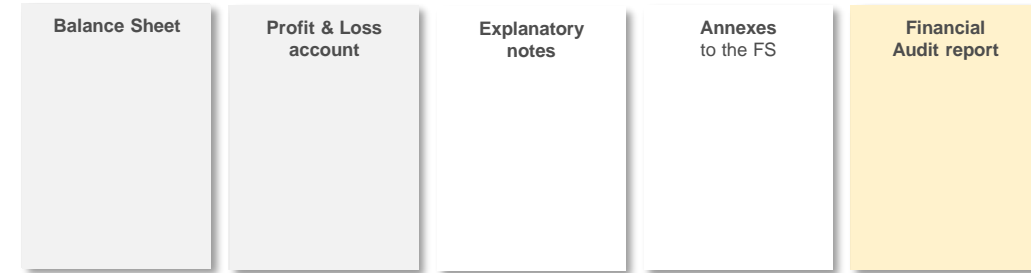 Balance Sheet
Profit & Loss
account
Explanatory
notes
Annexes
to the FS
Financial
Audit report